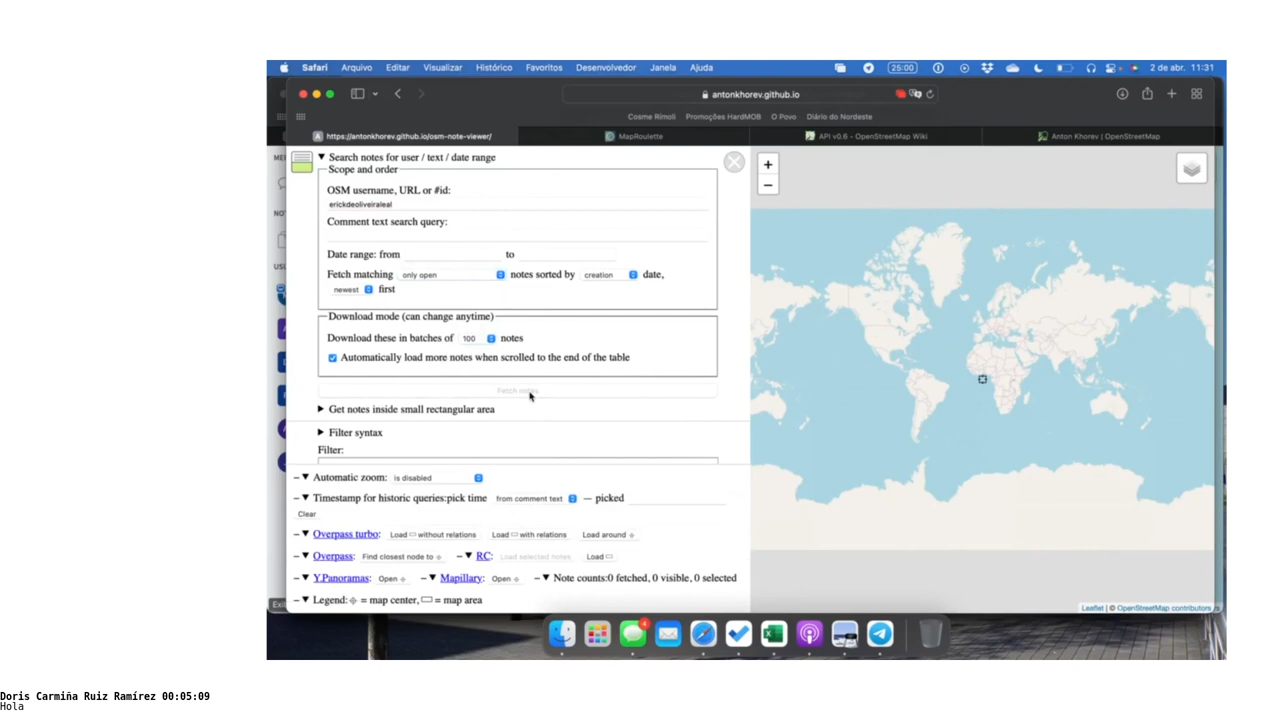 Safari Arquivo Editar Visualizar Histórico Favoritos Desenvolvedor Janela Ajuda 25:00 2 de abr. 11:31
antonkhorev.github.io
Cosme Rímoli Promoções HardMOB O Povo Diário do Nordeste
https://antonkhorev.github.io/osm-note-viewer/ MapRoulette API v0.6 - OpenStreetMap Wiki Anton Khorev | OpenStreetMap
Search notes for user / text / date range
Scope and order
OSM username, URL or #id:
erickdeoliveiraleal
Comment text search query:
Date range: from to
Fetch matching only open notes sorted by creation date,
newest first
Download mode (can change anytime)
Download these in batches of 100 notes
Automatically load more notes when scrolled to the end of the table
Fetch notes
Get notes inside small rectangular area
Filter syntax
Filter:
Automatic zoom: is disabled
Timestamp for historic queries:pick time from comment text — picked
Clear
Overpass turbo: Load without relations Load with relations Load around
Overpass: Find closest node to RC: Load selected notes Load
Y.Panoramas: Open Mapillary: Open Note counts:0 fetched, 0 visible, 0 selected
Legend: = map center, = map area
+
−
Leaflet | © OpenStreetMap contributors
4
Doris Carmiña Ruiz Ramírez 00:05:09
Hola